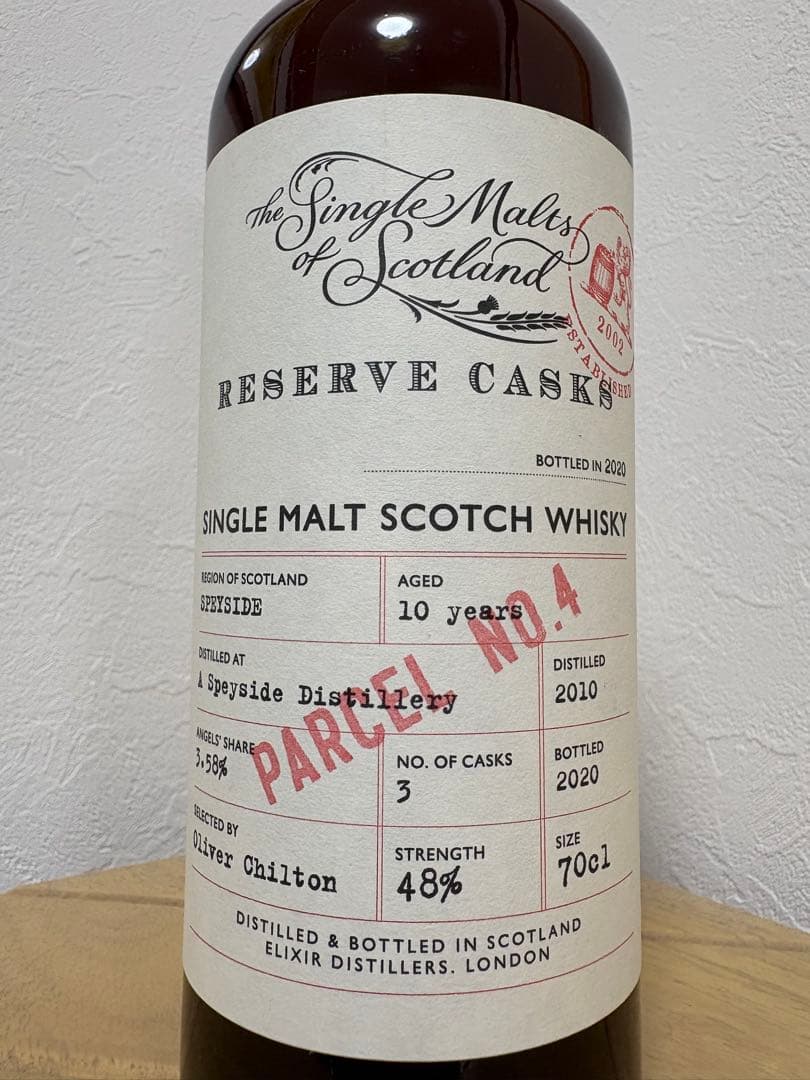 The Single Malts
of Scotland
2002
ESTABLISHED
RESERVE CASKS
BOTTLED IN 2020
SINGLE MALT SCOTCH WHISKY
REGION OF SCOTLAND
SPEYSIDE
AGED
10 years
PARCEL NO.4
DISTILLED AT
A Speyside Distillery
DISTILLED
2010
ANGELS' SHARE
3.58%
NO. OF CASKS
3
BOTTLED
2020
SELECTED BY
Oliver Chilton
STRENGTH
48%
SIZE
70cl
DISTILLED & BOTTLED IN SCOTLAND
ELIXIR DISTILLERS. LONDON